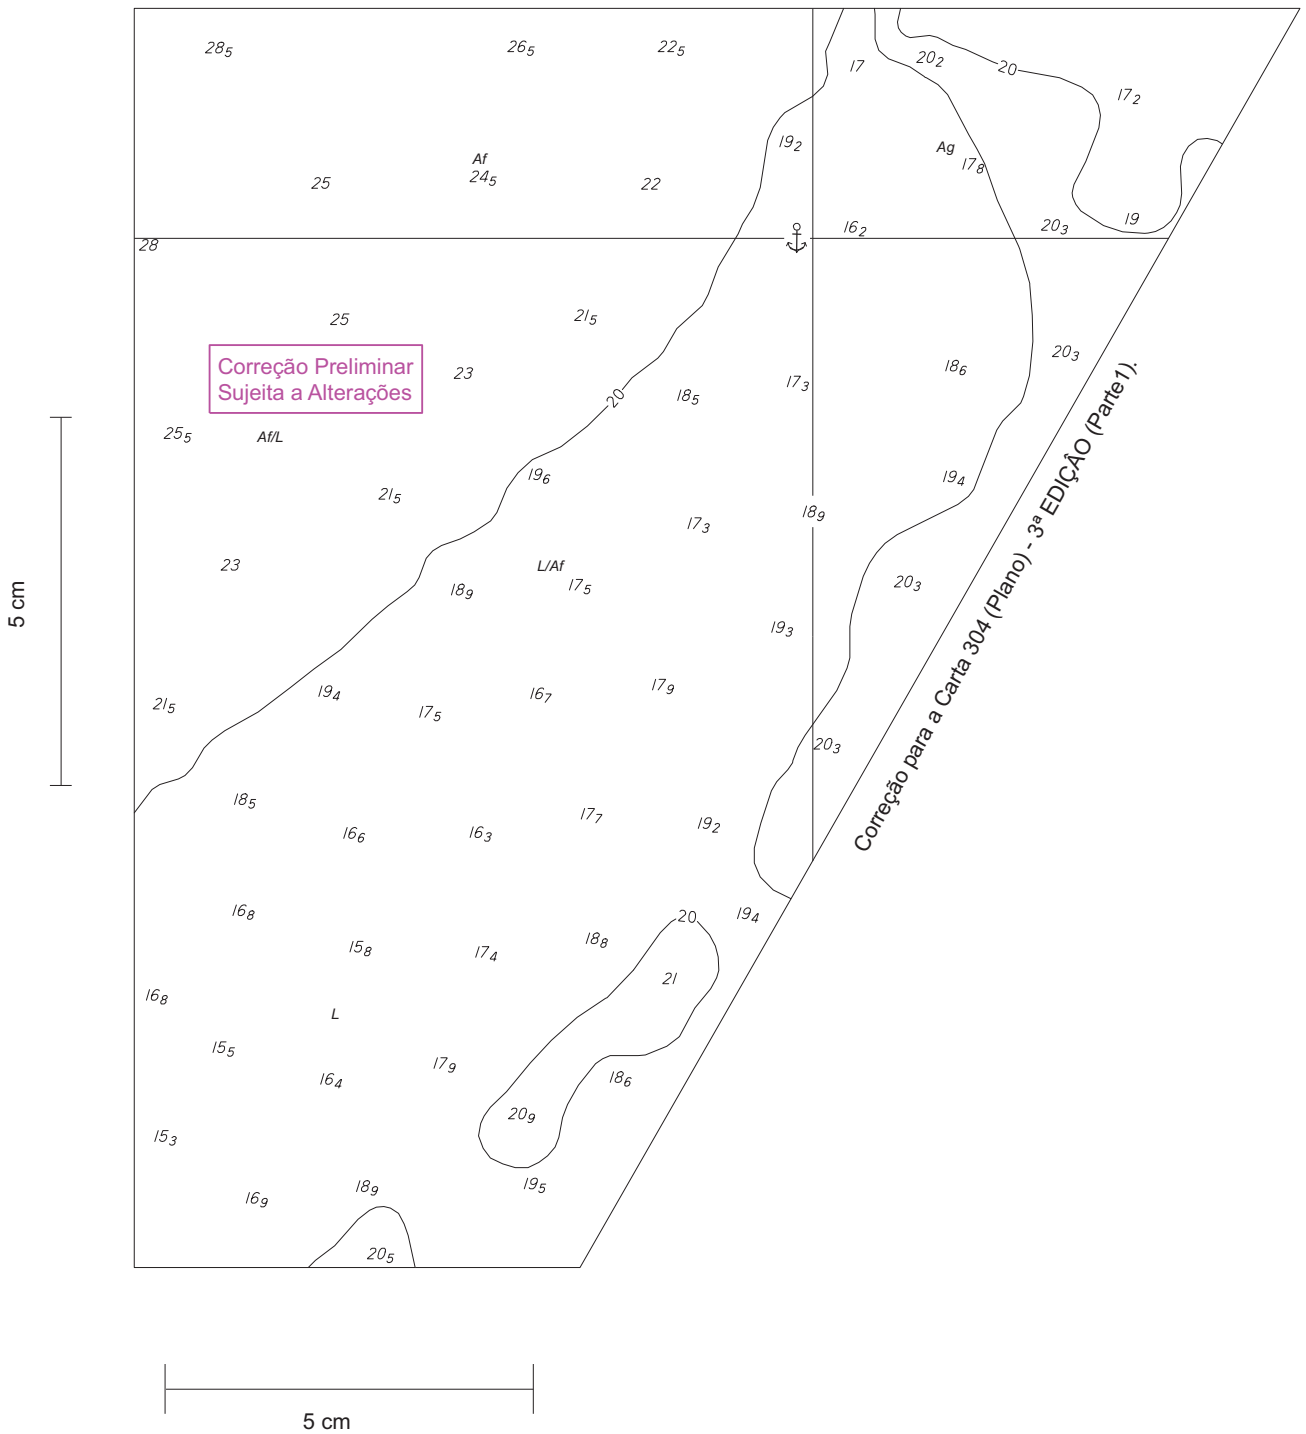 28₅ 26₅ 22₅
17 20₂ 20 17₂
19₂ Ag 17₈
Af
24₅
25 22
16₂ 20₃ 19
28
25 21₅
Correção Preliminar
Sujeita a Alterações
23 20 18₅ 17₃ 18₆ 20₃
25₅ Af/L
21₅ 19₆ 19₄
17₃ 18₉
23 L/Af
18₉ 17₅ 20₃
19₃
21₅ 19₄ 17₅ 16₇ 17₉
20₃
18₅ 16₆ 16₃ 17₇ 19₂
16₈ 20 19₄
15₈ 17₄ 18₈
21
16₈
L
15₅ 17₉
16₄ 18₆
20₉
15₃
16₉ 18₉ 19₅
20₅
Correção para a Carta 304 (Plano) - 3ª EDIÇÂO (Parte1).
5 cm
5 cm